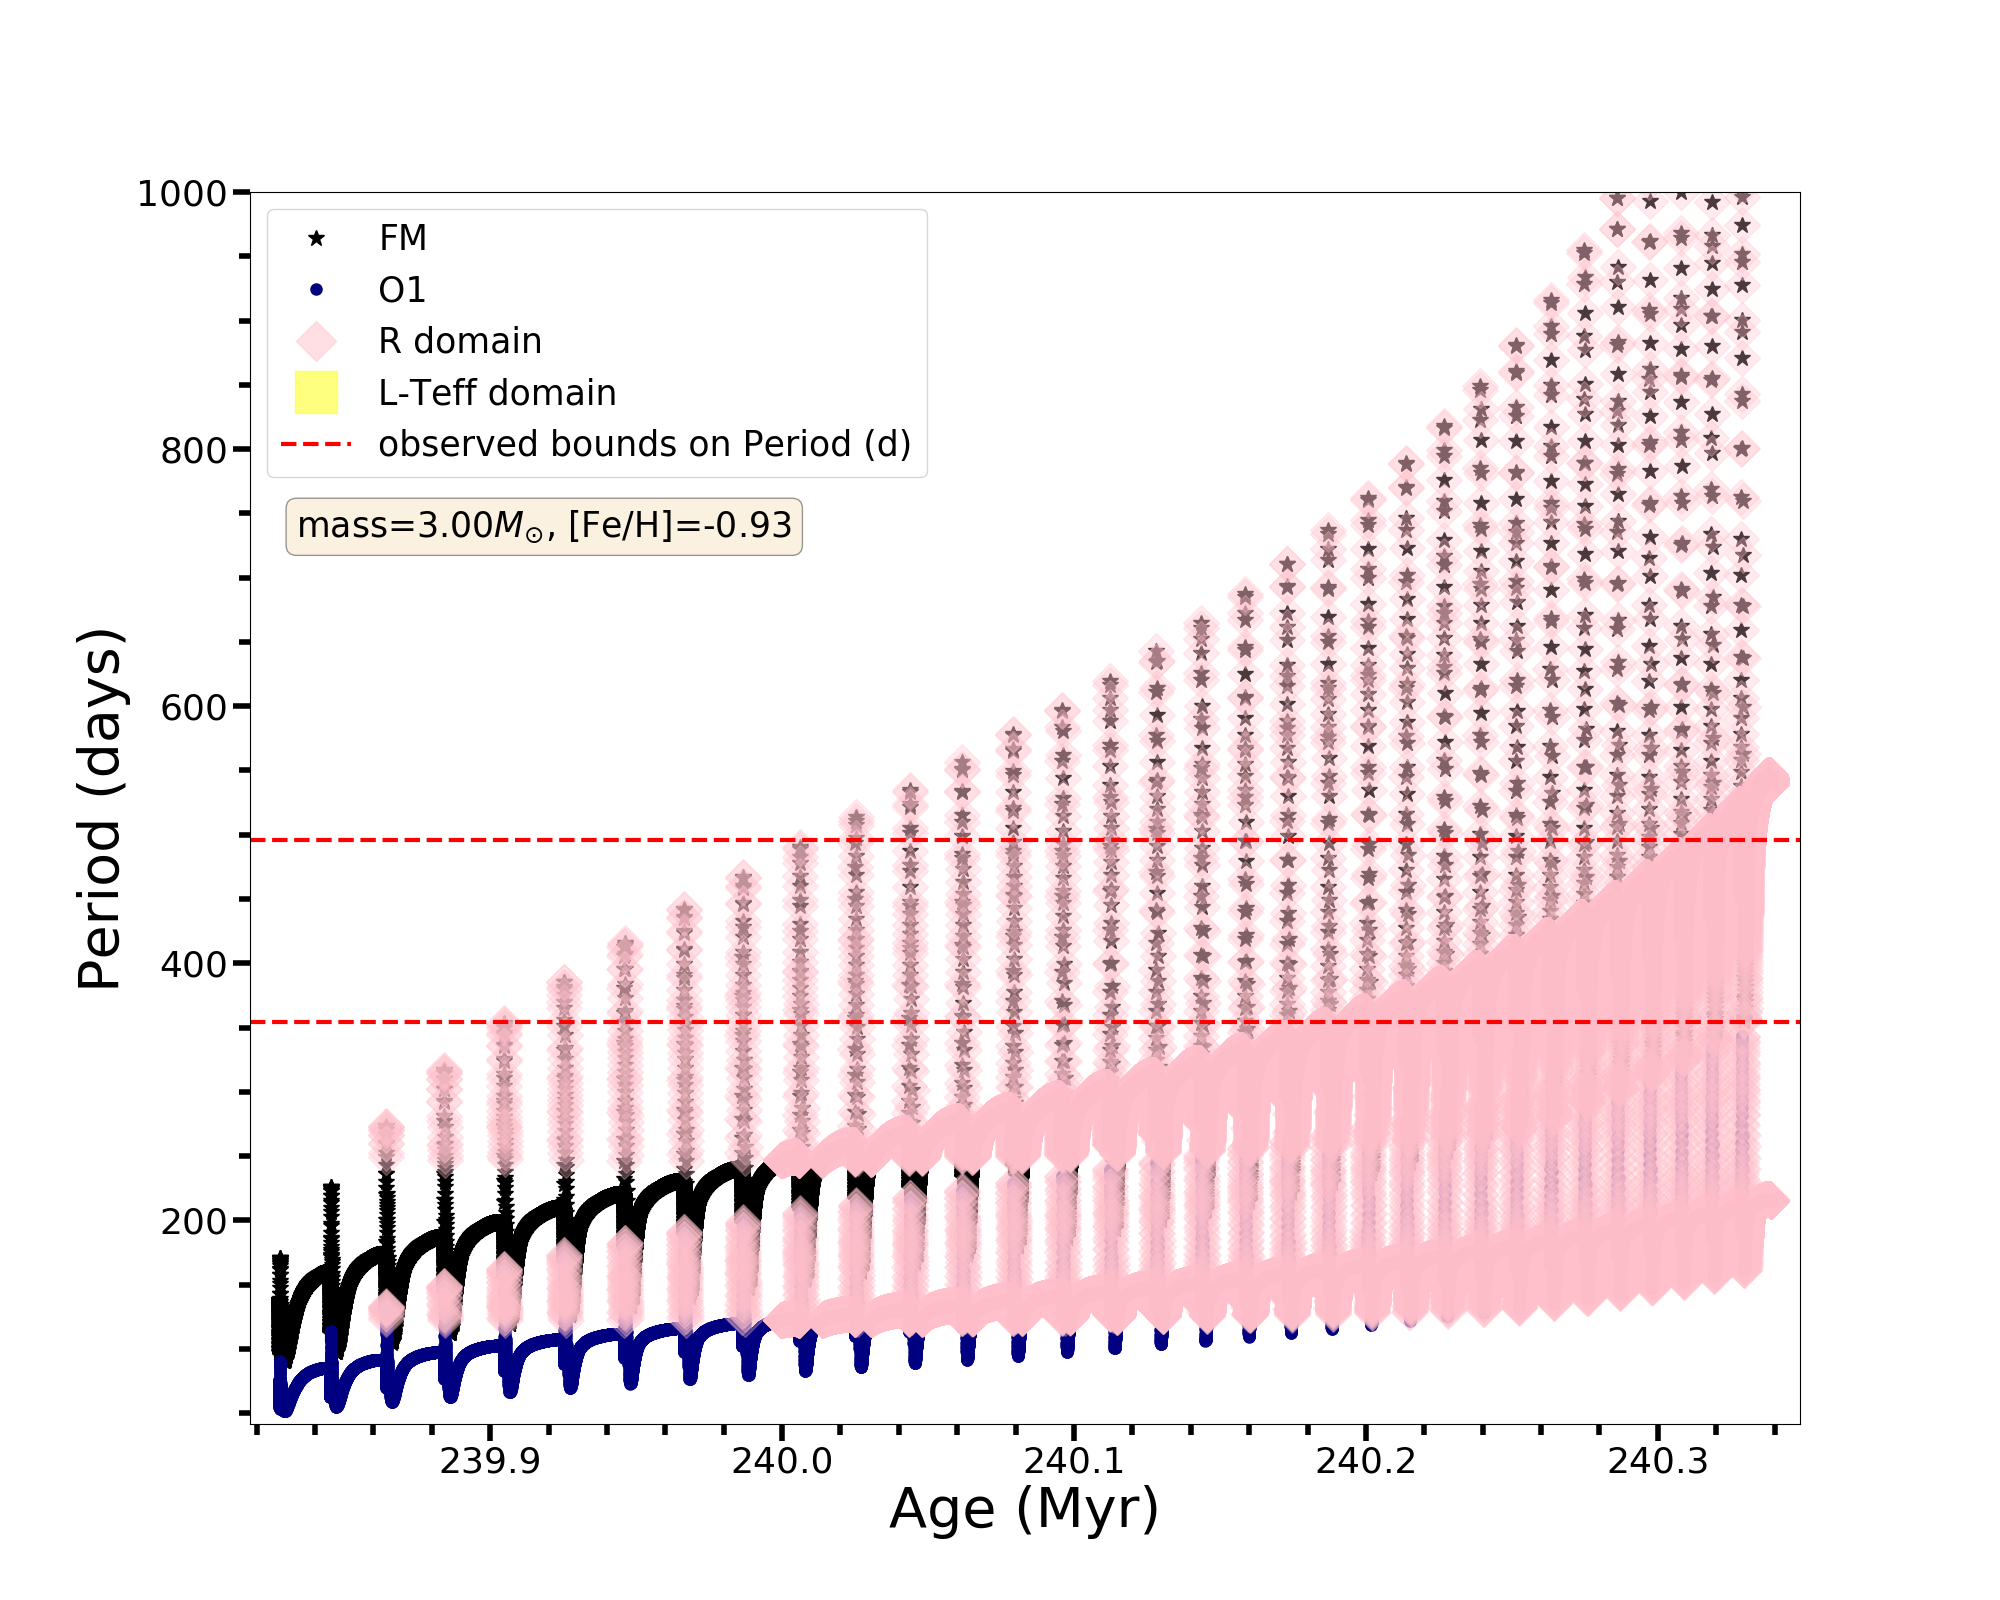 1000
800
600
400
200
Period (days)
FM
O1
R domain
L-Teff domain
observed bounds on Period (d)
mass=3.00M☉, [Fe/H]=-0.93
239.9 240.0 240.1 240.2 240.3
Age (Myr)